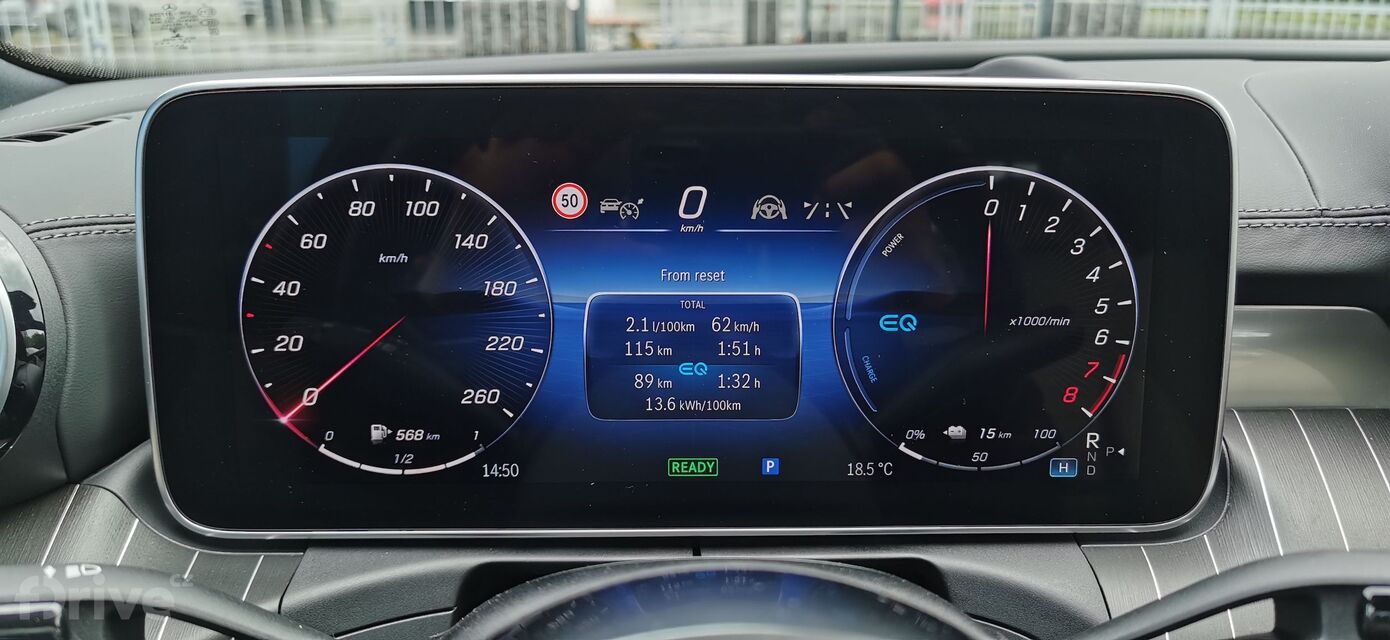 50
0
km/h
80 100
60 140
km/h
40 180
20 220
0 260
0 568 km 1
1/2
14:50
From reset
TOTAL
2.1 l/100km 62 km/h
115 km 1:51 h
EQ
89 km 1:32 h
13.6 kWh/100km
READY
P
18.5 °C
POWER
0 1 2 3 4 5 6 7 8
EQ
x1000/min
CHARGE
0% 15 km 100
50
H
R
N P
D
fDrive cz